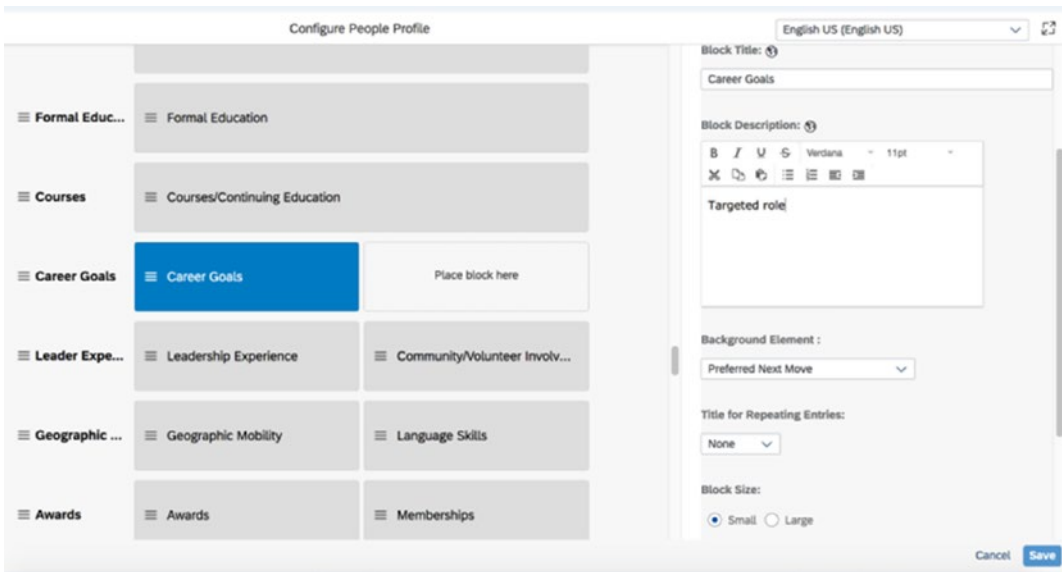 Configure People Profile
English US (English US)
Block Title:
Career Goals
Formal Educ...
Formal Education
Block Description:
B I U S Verdana 11pt
Courses
Courses/Continuing Education
Targeted role
Career Goals
Career Goals
Place block here
Background Element :
Leader Expe...
Leadership Experience
Community/Volunteer Involv...
Preferred Next Move
Title for Repeating Entries:
Geographic ...
Geographic Mobility
Language Skills
None
Block Size:
Awards
Awards
Memberships
Small
Large
Cancel
Save